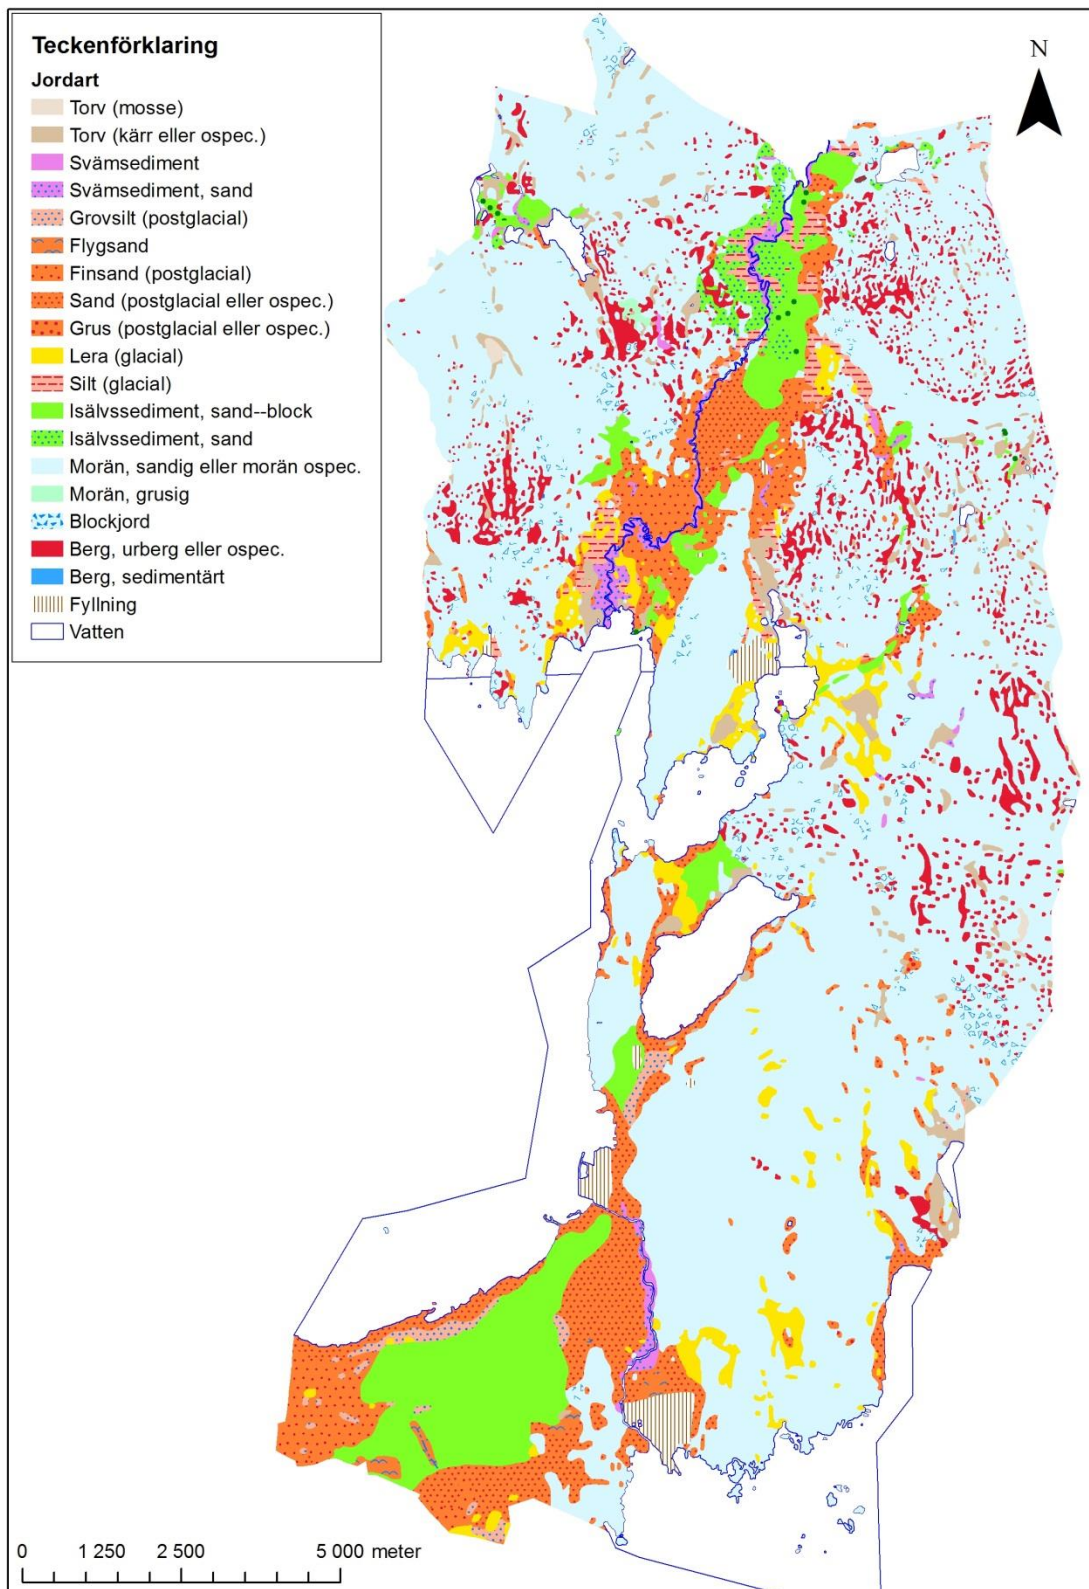 Teckenförklaring
Jordart
Torv (mosse)
Torv (kärr eller ospec.)
Svämsediment
Svämsediment, sand
Grovsilt (postglacial)
Flygsand
Finsand (postglacial)
Sand (postglacial eller ospec.)
Grus (postglacial eller ospec.)
Lera (glacial)
Silt (glacial)
Isälvssediment, sand--block
Isälvssediment, sand
Morän, sandig eller morän ospec.
Morän, grusig
Blockjord
Berg, urberg eller ospec.
Berg, sedimentärt
Fyllning
Vatten
N
0 1 250 2 500 5 000 meter